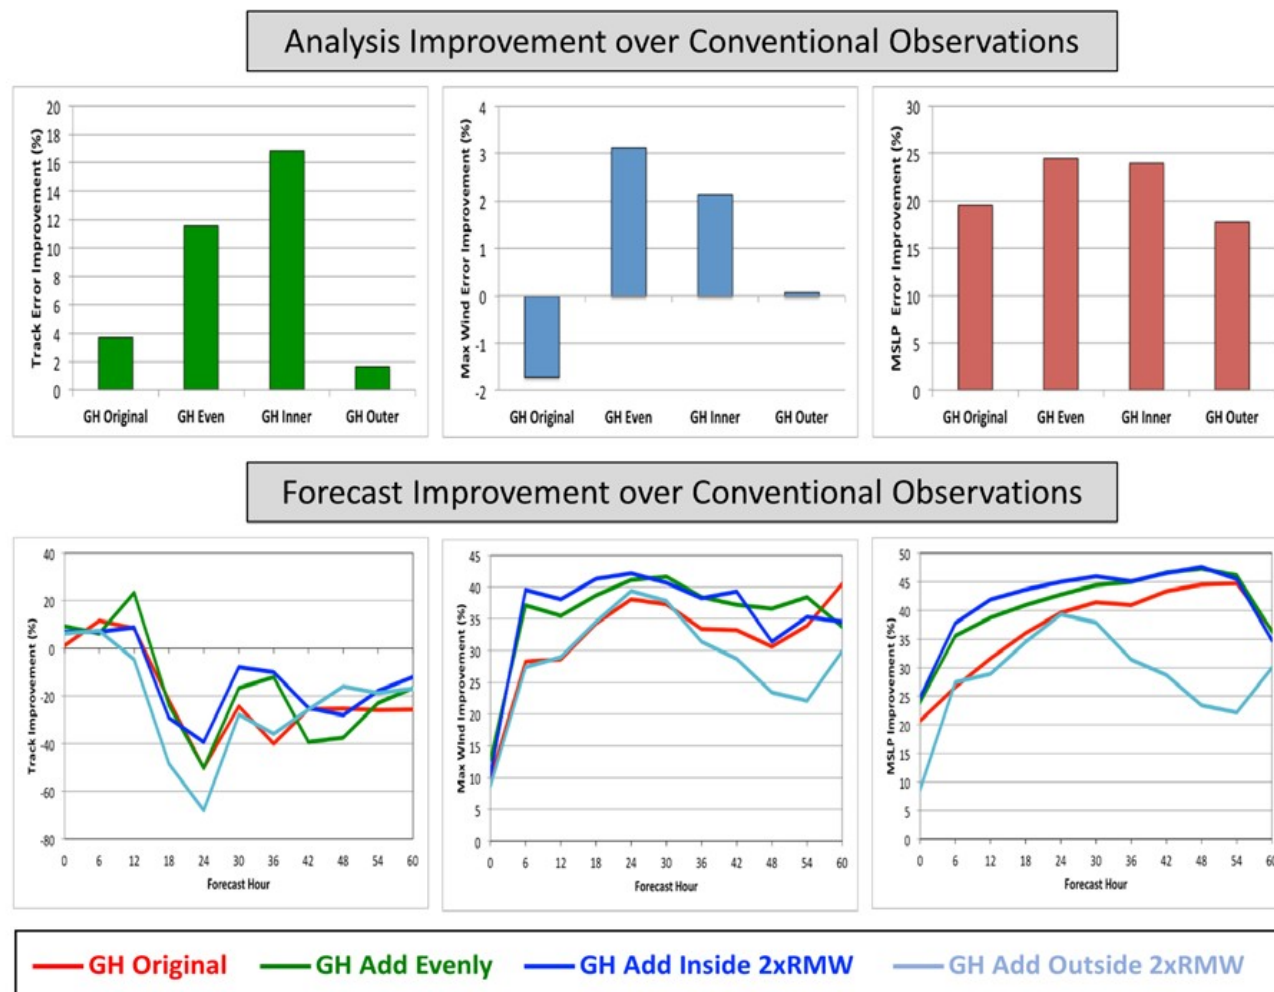 Analysis Improvement over Conventional Observations
Track Error Improvement (%)
20
18
16
14
12
10
8
6
4
2
0
GH Original GH Even GH Inner GH Outer
Max Wind Error Improvement (%)
4
3
2
1
0
-1
-2
GH Original GH Even GH Inner GH Outer
MSLP Error Improvement (%)
30
25
20
15
10
5
0
GH Original GH Even GH Inner GH Outer
Forecast Improvement over Conventional Observations
Track Improvement (%)
40
20
0
-20
-40
-60
-80
0 6 12 18 24 30 36 42 48 54 60
Forecast Hour
Max Wind Improvement (%)
45
40
35
30
25
20
15
10
5
0
0 6 12 18 24 30 36 42 48 54 60
Forecast Hour
MSLP Improvement (%)
50
45
40
35
30
25
20
15
10
5
0
0 6 12 18 24 30 36 42 48 54 60
Forecast Hour
GH Original GH Add Evenly GH Add Inside 2xRMW GH Add Outside 2xRMW